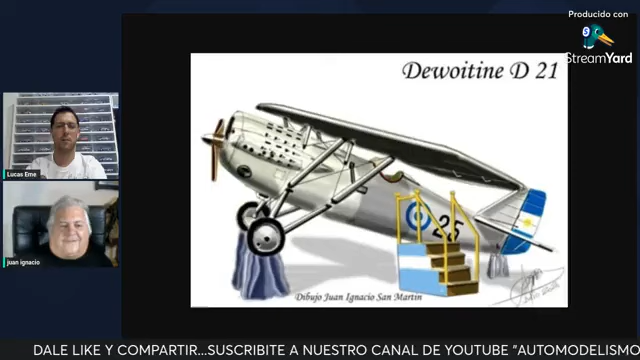 Producido con
StreamYard
Dewoitine D 21
Lucas Eme
juan ignacio
25
Dibujo Juan Ignacio San Martin
DALE LIKE Y COMPARTIR...SUSCRIBITE A NUESTRO CANAL DE YOUTUBE "AUTOMODELISMO